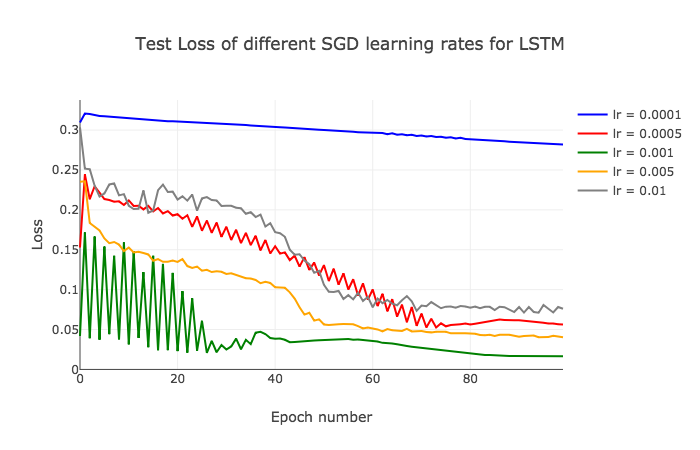 Test Loss of different SGD learning rates for LSTM
lr = 0.0001
lr = 0.0005
lr = 0.001
lr = 0.005
lr = 0.01
Loss
0.3
0.25
0.2
0.15
0.1
0.05
0
0 20 40 60 80
Epoch number